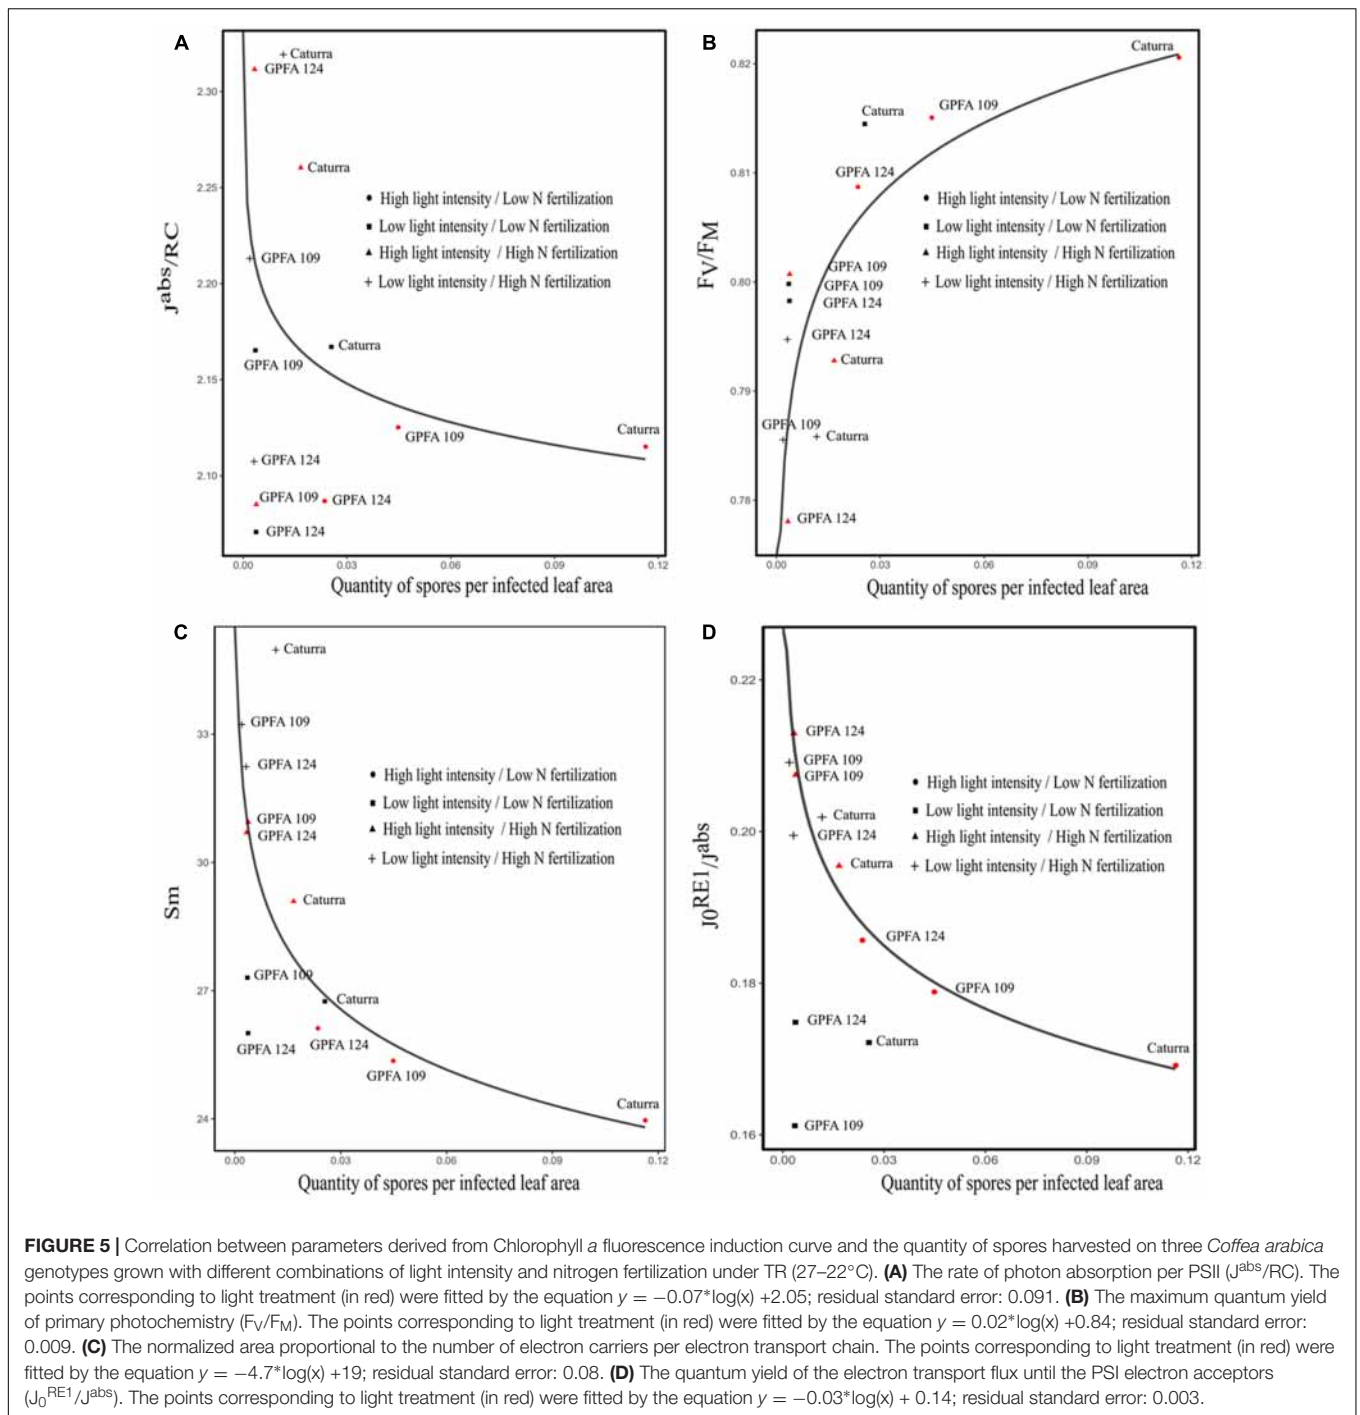 A
2.30
2.25
2.20
2.15
2.10
J^abs/RC
+ Caturra
GPFA 124
Caturra
High light intensity / Low N fertilization
Low light intensity / Low N fertilization
High light intensity / High N fertilization
Low light intensity / High N fertilization
GPFA 109
Caturra
GPFA 109
Caturra
GPFA 109
GPFA 124
GPFA 109
GPFA 124
GPFA 124
0.00 0.03 0.06 0.09 0.12
Quantity of spores per infected leaf area
B
0.82
0.81
0.80
0.79
0.78
FV/FM
Caturra
GPFA 109
Caturra
GPFA 124
High light intensity / Low N fertilization
Low light intensity / Low N fertilization
High light intensity / High N fertilization
Low light intensity / High N fertilization
GPFA 109
GPFA 109
GPFA 124
GPFA 124
Caturra
GPFA 109
Caturra
GPFA 124
0.00 0.03 0.06 0.09 0.12
Quantity of spores per infected leaf area
C
33
30
27
24
Sm
Caturra
GPFA 109
GPFA 124
High light intensity / Low N fertilization
Low light intensity / Low N fertilization
High light intensity / High N fertilization
Low light intensity / High N fertilization
GPFA 109
GPFA 124
Caturra
GPFA 109
Caturra
GPFA 124
GPFA 124
GPFA 109
Caturra
0.00 0.03 0.06 0.09 0.12
Quantity of spores per infected leaf area
D
0.22
0.20
0.18
0.16
J0^RE1/J^abs
GPFA 124
GPFA 109
GPFA 109
High light intensity / Low N fertilization
Low light intensity / Low N fertilization
High light intensity / High N fertilization
Low light intensity / High N fertilization
Caturra
GPFA 124
Caturra
GPFA 124
GPFA 109
GPFA 124
Caturra
Caturra
GPFA 109
0.00 0.03 0.06 0.09 0.12
Quantity of spores per infected leaf area
FIGURE 5 | Correlation between parameters derived from Chlorophyll a fluorescence induction curve and the quantity of spores harvested on three Coffea arabica
genotypes grown with different combinations of light intensity and nitrogen fertilization under TR (27–22°C). (A) The rate of photon absorption per PSII (J^abs/RC). The
points corresponding to light treatment (in red) were fitted by the equation y = −0.07*log(x) +2.05; residual standard error: 0.091. (B) The maximum quantum yield
of primary photochemistry (FV/FM). The points corresponding to light treatment (in red) were fitted by the equation y = 0.02*log(x) +0.84; residual standard error:
0.009. (C) The normalized area proportional to the number of electron carriers per electron transport chain. The points corresponding to light treatment (in red) were
fitted by the equation y = −4.7*log(x) +19; residual standard error: 0.08. (D) The quantum yield of the electron transport flux until the PSI electron acceptors
(J0^RE1/J^abs). The points corresponding to light treatment (in red) were fitted by the equation y = −0.03*log(x) + 0.14; residual standard error: 0.003.